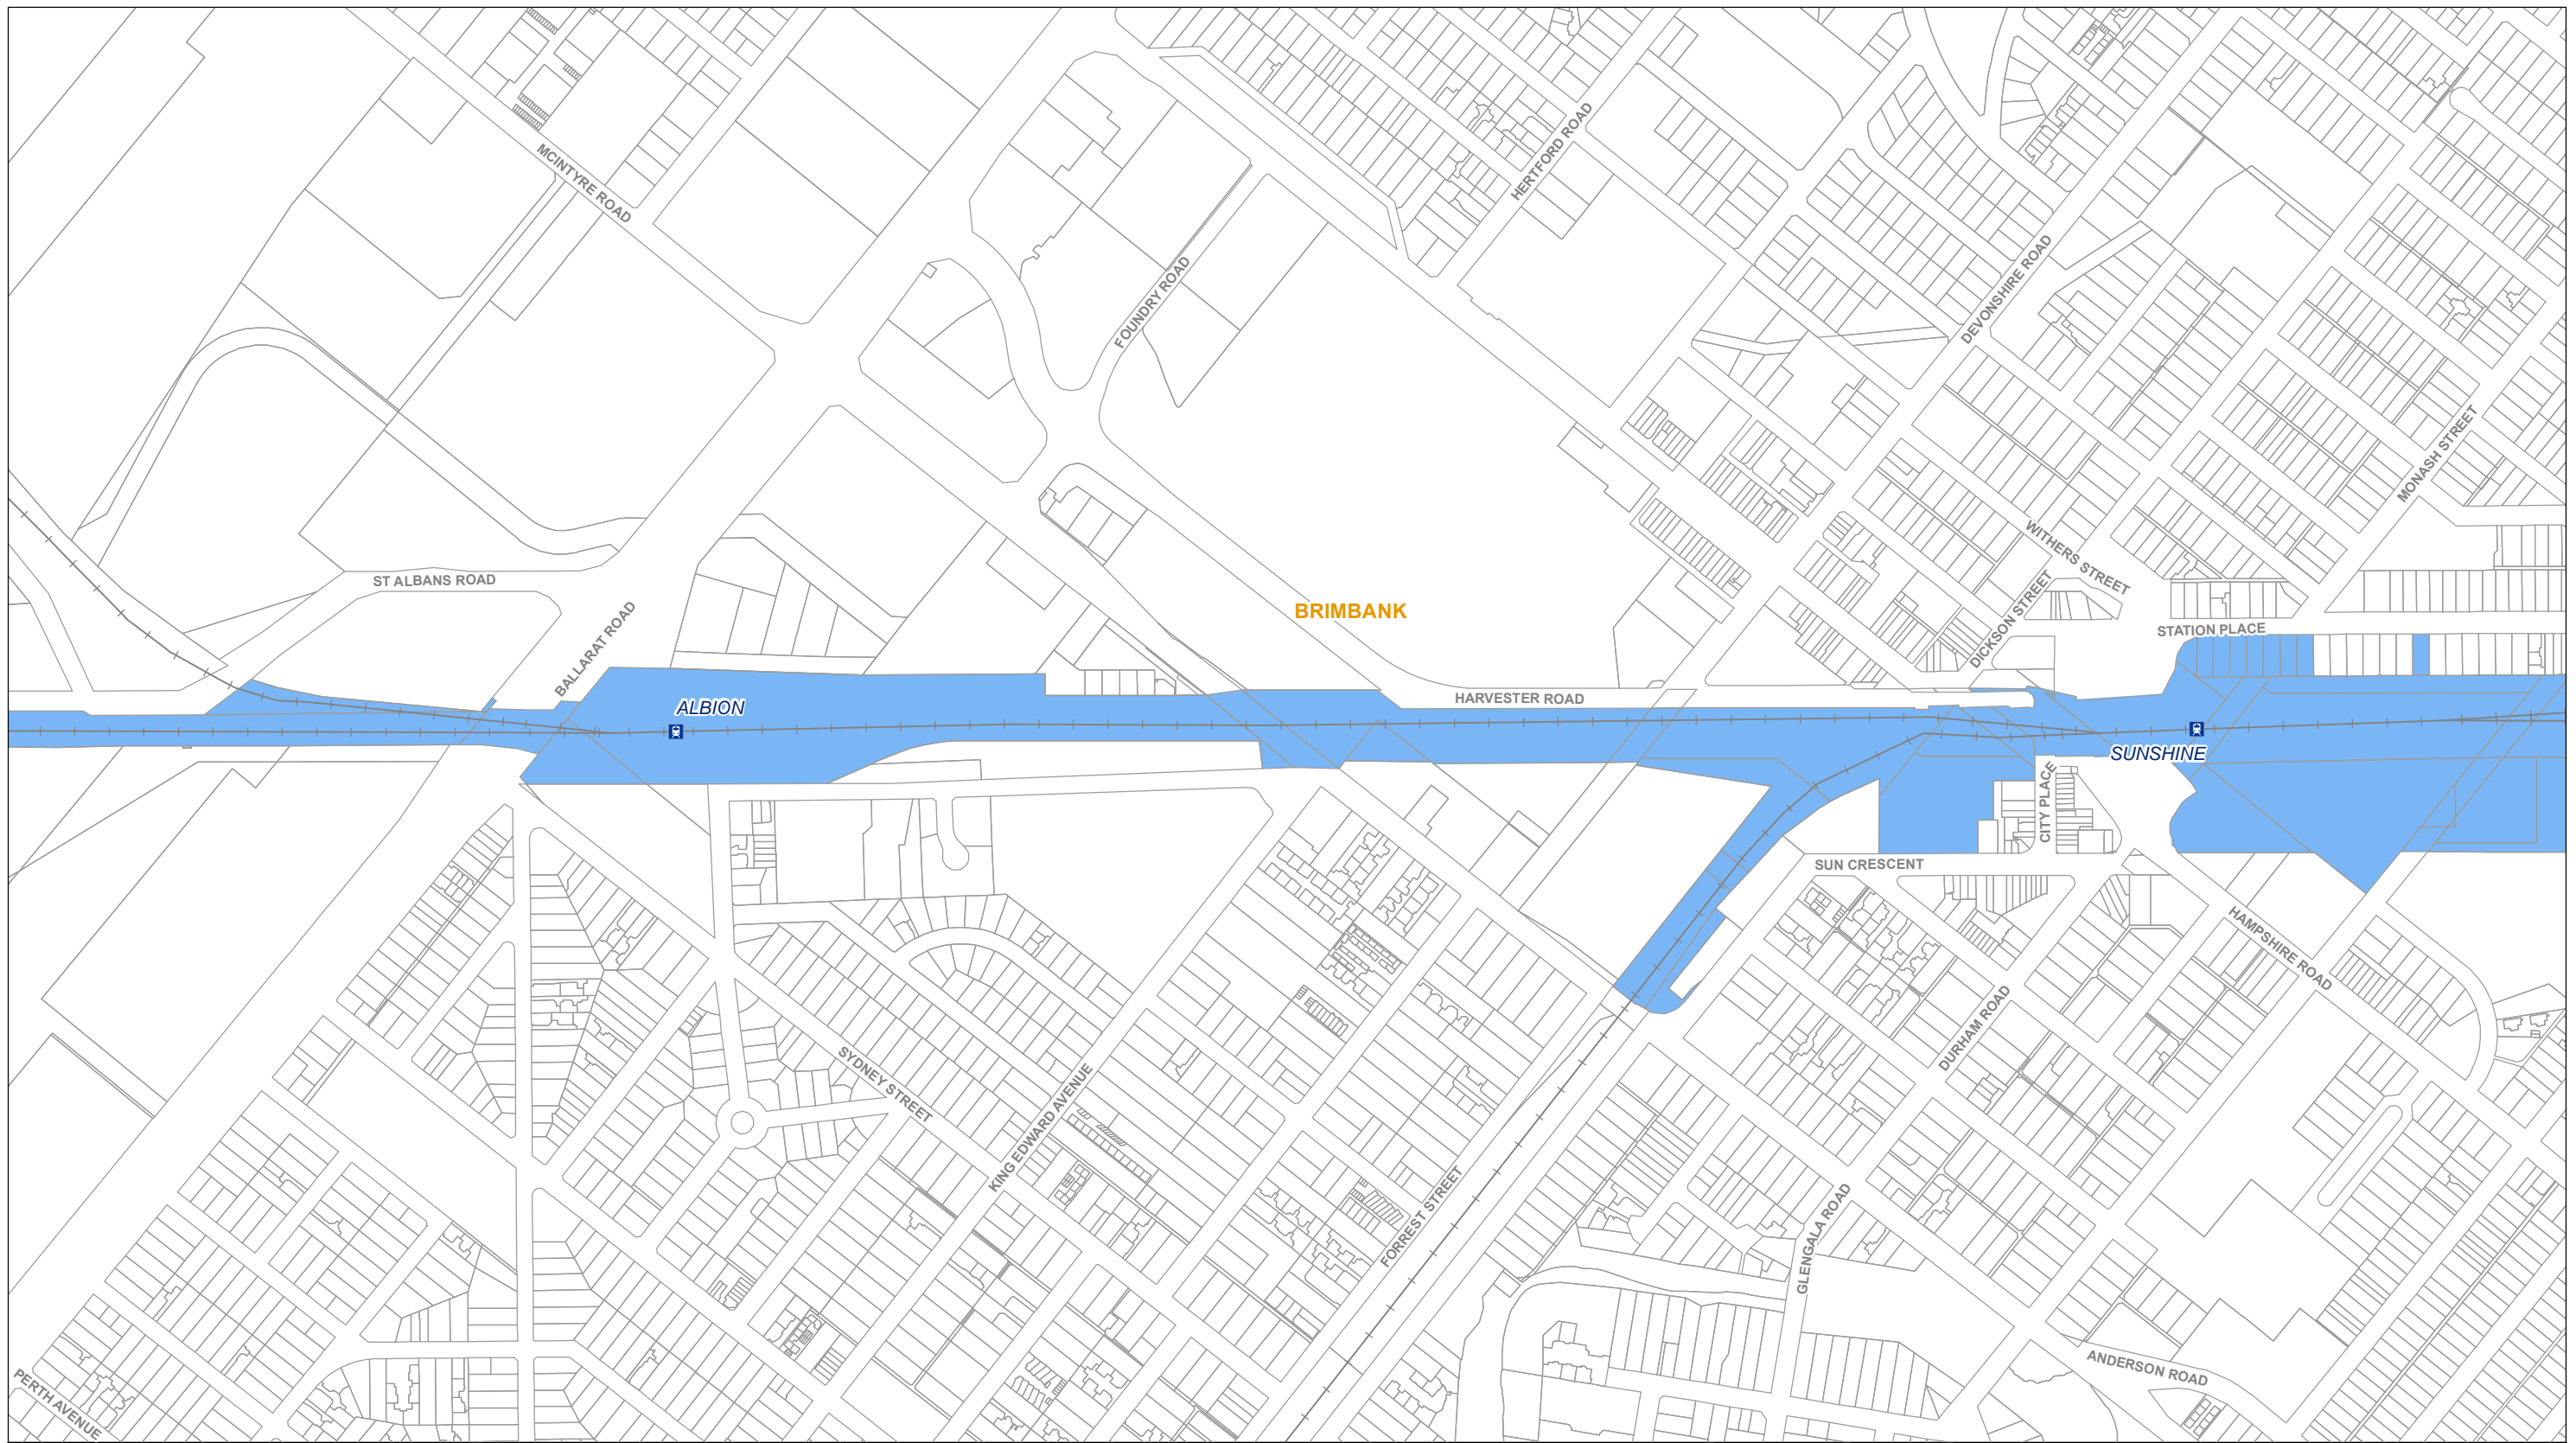 HERTFORD ROAD
MCINTYRE ROAD
DEVONSHIRE ROAD
FOUNDRY ROAD
MONASH STREET
WITHERS STREET
ST ALBANS ROAD
BRIMBANK
DICKSON STREET
STATION PLACE
BALLARAT ROAD
HARVESTER ROAD
ALBION
SUNSHINE
CITY PLACE
SUN CRESCENT
HAMPSHIRE ROAD
DURHAM ROAD
SYDNEY STREET
KING EDWARD AVENUE
FORREST STREET
GLENGALA ROAD
ANDERSON ROAD
PERTH AVENUE